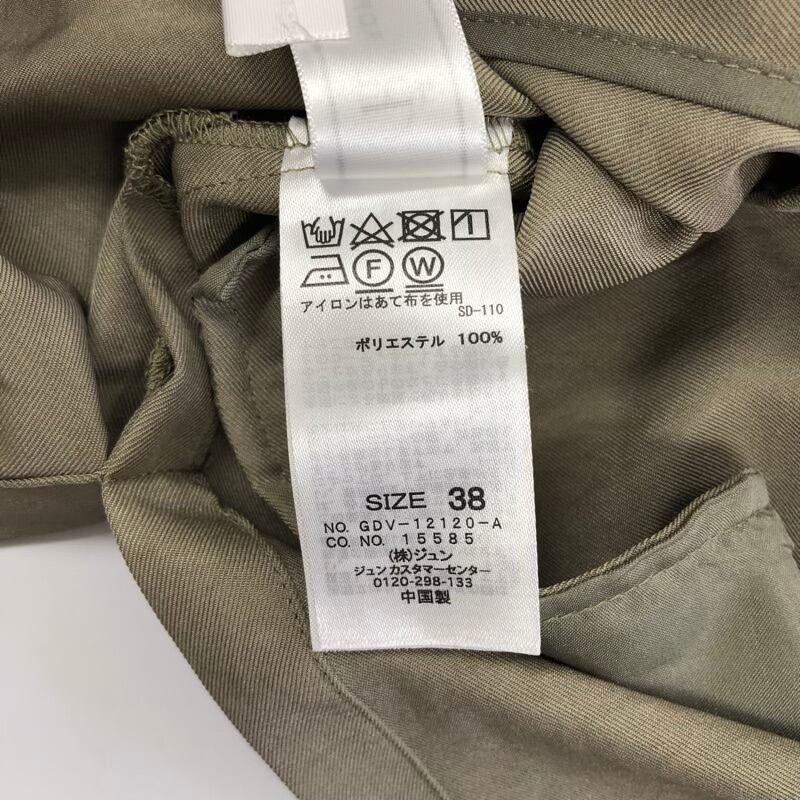 F W
アイロンはあて布を使用
SD-110
ポリエステル 100%
SIZE 38
NO. GDV-12120-A
CO. NO. 15585
(株)ジュン
ジュン カスタマーセンター
0120-298-133
中国製